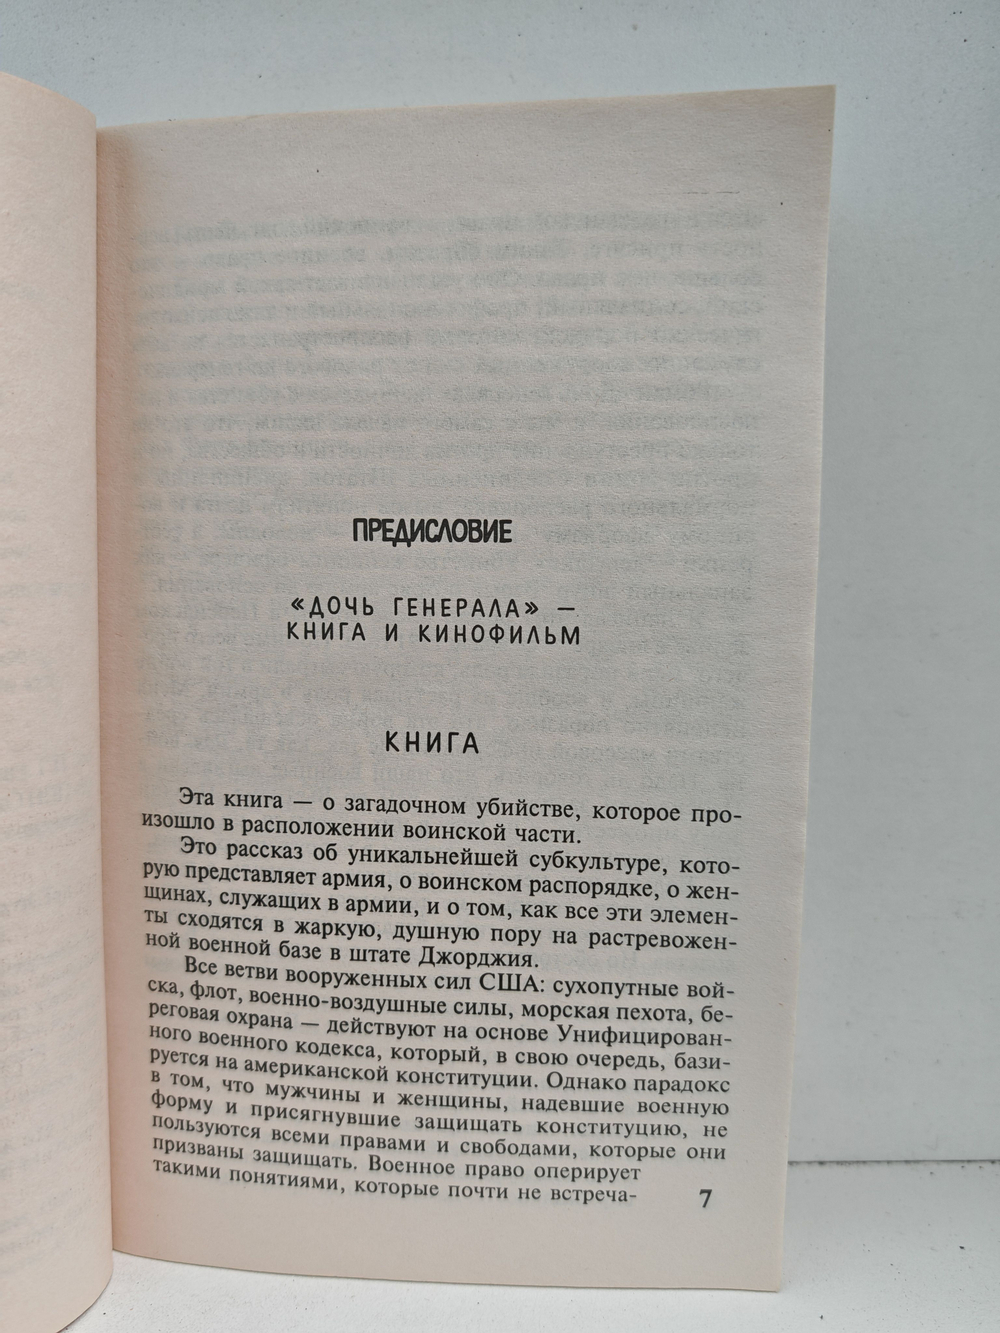 ПРЕДИСЛОВИЕ
«ДОЧЬ ГЕНЕРАЛА» —
КНИГА И КИНОФИЛЬМ
КНИГА
Эта книга — о загадочном убийстве, которое про-
изошло в расположении воинской части.
Это рассказ об уникальнейшей субкультуре, кото-
рую представляет армия, о воинском распорядке, о жен-
щинах, служащих в армии, и о том, как все эти элемен-
ты сходятся в жаркую, душную пору на растревожен-
ной военной базе в штате Джорджия.
Все ветви вооруженных сил США: сухопутные вой-
ска, флот, военно-воздушные силы, морская пехота, бе-
реговая охрана — действуют на основе Унифицирован-
ного военного кодекса, который, в свою очередь, бази-
руется на американской конституции. Однако парадокс
в том, что мужчины и женщины, надевшие военную
форму и присягнувшие защищать конституцию, не
пользуются всеми правами и свободами, которые они
призваны защищать. Военное право оперирует
такими понятиями, которые почти не встреча-
7